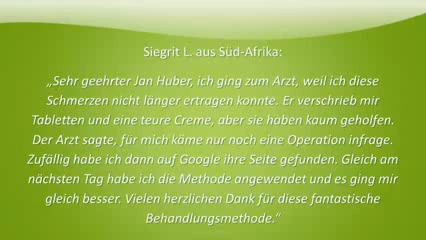 Siegrit L. aus Süd-Afrika:
„Sehr geehrter Jan Huber, ich ging zum Arzt, weil ich diese
Schmerzen nicht länger ertragen konnte. Er verschrieb mir
Tabletten und eine teure Creme, aber sie haben kaum geholfen.
Der Arzt sagte, für mich käme nur noch eine Operation infrage.
Zufällig habe ich dann auf Google ihre Seite gefunden. Gleich am
nächsten Tag habe ich die Methode angewendet und es ging mir
gleich besser. Vielen herzlichen Dank für diese fantastische
Behandlungsmethode.“